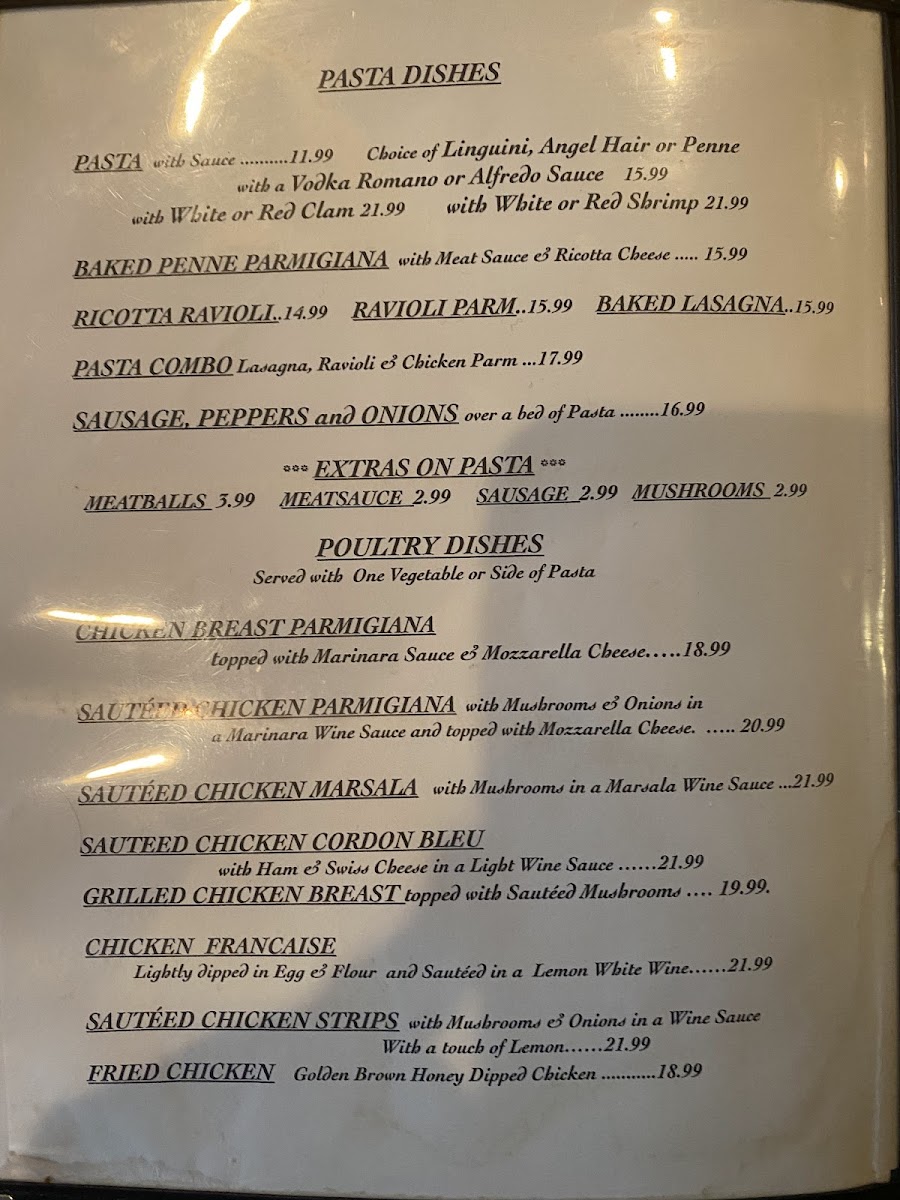 PASTA DISHES
PASTA with Sauce ..........11.99 Choice of Linguini, Angel Hair or Penne
with a Vodka Romano or Alfredo Sauce 15.99
with White or Red Clam 21.99 with White or Red Shrimp 21.99
BAKED PENNE PARMIGIANA with Meat Sauce & Ricotta Cheese ..... 15.99
RICOTTA RAVIOLI..14.99 RAVIOLI PARM..15.99 BAKED LASAGNA..15.99
PASTA COMBO Lasagna, Ravioli & Chicken Parm ...17.99
SAUSAGE, PEPPERS and ONIONS over a bed of Pasta ........16.99
*** EXTRAS ON PASTA ***
MEATBALLS 3.99 MEATSAUCE 2.99 SAUSAGE 2.99 MUSHROOMS 2.99
POULTRY DISHES
Served with One Vegetable or Side of Pasta
CHICKEN BREAST PARMIGIANA
topped with Marinara Sauce & Mozzarella Cheese.....18.99
SAUTÉED CHICKEN PARMIGIANA with Mushrooms & Onions in
a Marinara Wine Sauce and topped with Mozzarella Cheese. ..... 20.99
SAUTÉED CHICKEN MARSALA with Mushrooms in a Marsala Wine Sauce ...21.99
SAUTEED CHICKEN CORDON BLEU
with Ham & Swiss Cheese in a Light Wine Sauce ......21.99
GRILLED CHICKEN BREAST topped with Sautéed Mushrooms .... 19.99.
CHICKEN FRANCAISE
Lightly dipped in Egg & Flour and Sautéed in a Lemon White Wine......21.99
SAUTÉED CHICKEN STRIPS with Mushrooms & Onions in a Wine Sauce
With a touch of Lemon......21.99
FRIED CHICKEN Golden Brown Honey Dipped Chicken ...........18.99